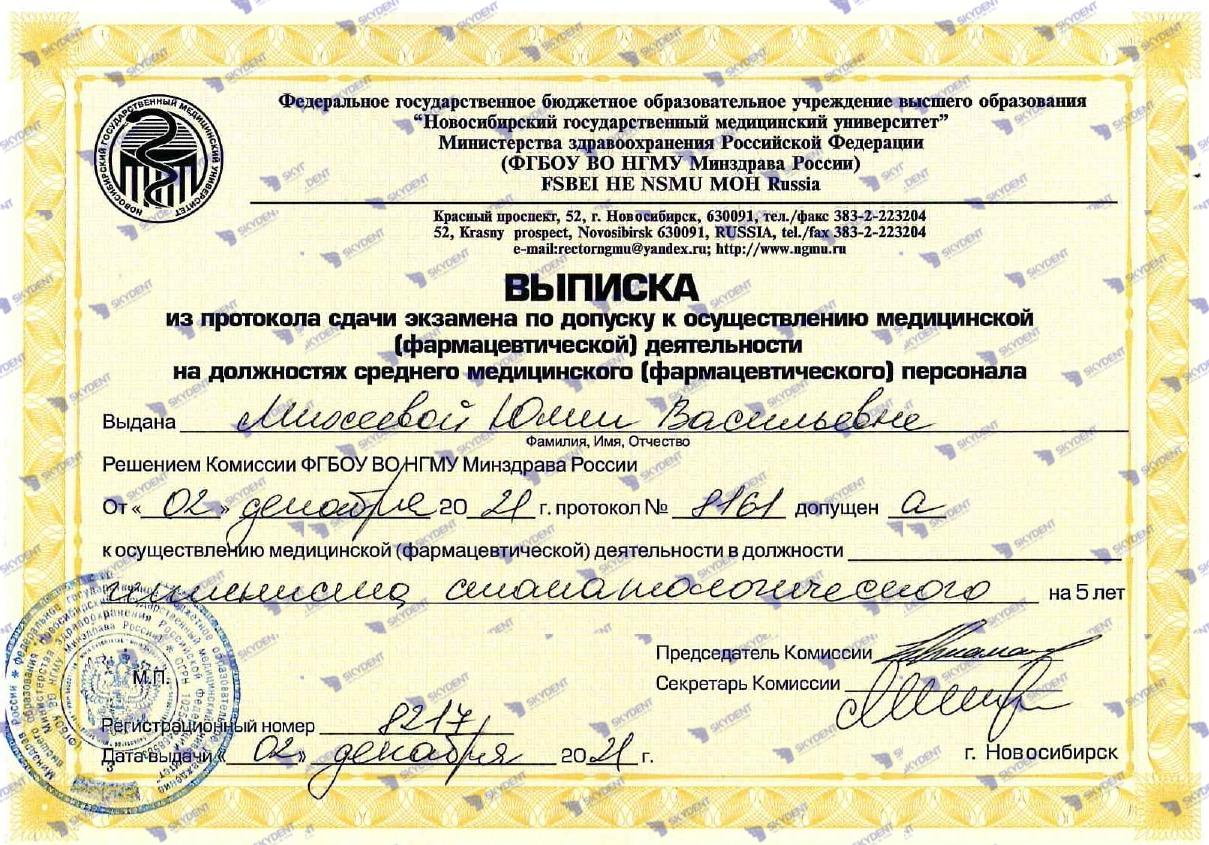 Федеральное государственное бюджетное образовательное учреждение высшего образования
“Новосибирский государственный медицинский университет”
Министерства здравоохранения Российской Федерации
(ФГБОУ ВО НГМУ Минздрава России)
FSBEI HE NSMU MOH Russia
НОВОСИБИРСКИЙ ГОСУДАРСТВЕННЫЙ МЕДИЦИНСКИЙ УНИВЕРСИТЕТ
Красный проспект, 52, г. Новосибирск, 630091, тел./факс 383-2-223204
52, Krasny prospect, Novosibirsk 630091, RUSSIA, tel./fax 383-2-223204
e-mail:rectorngmu@yandex.ru; http://www.ngmu.ru
ВЫПИСКА
из протокола сдачи экзамена по допуску к осуществлению медицинской
(фармацевтической) деятельности
на должностях среднего медицинского (фармацевтического) персонала
Выдана Михеевой Юлии Васильевне
Фамилия, Имя, Отчество
Решением Комиссии ФГБОУ ВО НГМУ Минздрава России
От « 02 » декабря 20 21 г. протокол № 8161 допущен а
к осуществлению медицинской (фармацевтической) деятельности в должности
гигиениста стоматологического на 5 лет
Председатель Комиссии
Секретарь Комиссии
М.П.
Регистрационный номер 8217
Дата выдачи « 02 » декабря 20 21 г.
г. Новосибирск
SKYDENT